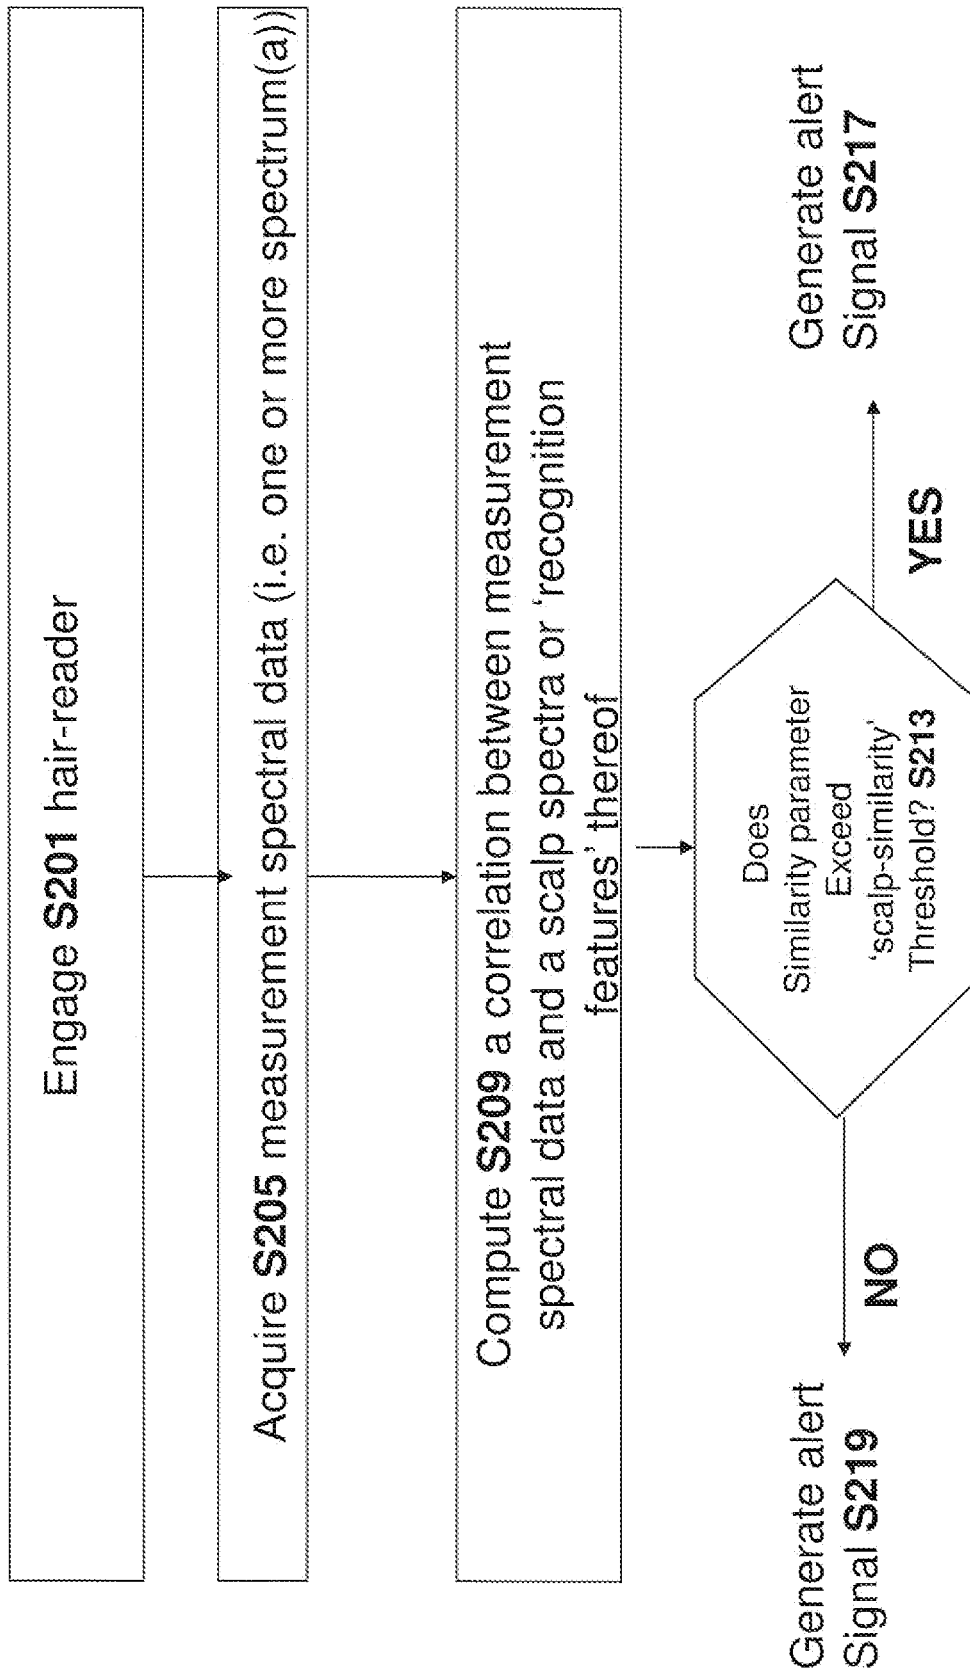 Engage S201 hair-reader
Acquire S205 measurement spectral data (i.e. one or more spectrum(a))
Compute S209 a correlation between measurement
spectral data and a scalp spectra or ‘recognition
features’ thereof
Does
Similarity parameter
Exceed
‘scalp-similarity’
Threshold? S213
NO
YES
Generate alert
Signal S219
Generate alert
Signal S217